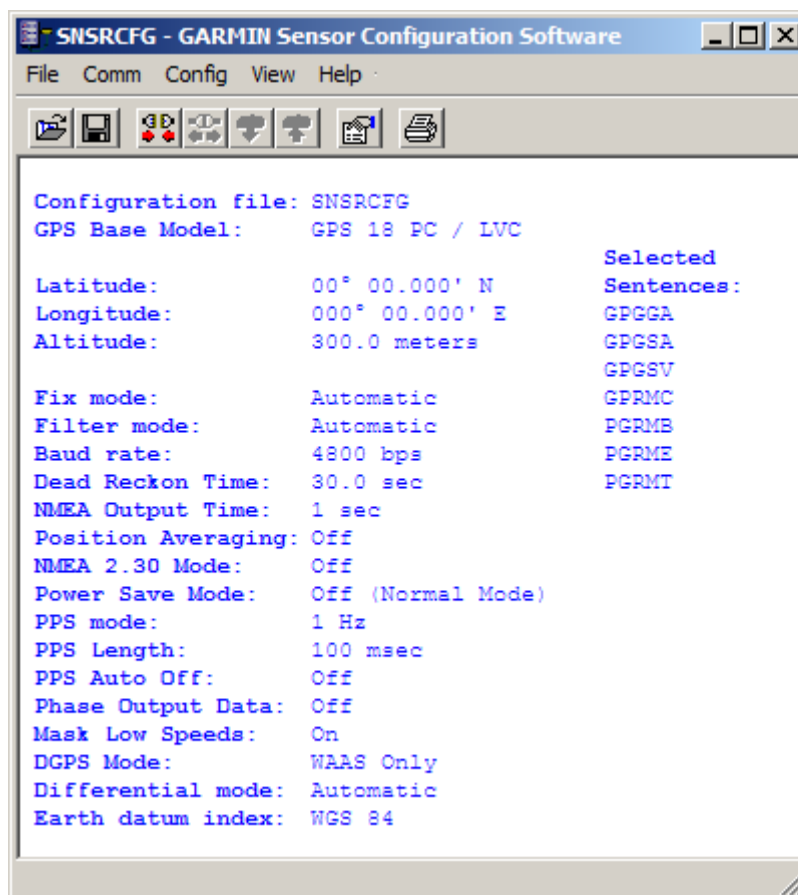 SNSRCFG - GARMIN Sensor Configuration Software
File Comm Config View Help
Configuration file: SNSRCFG
GPS Base Model: GPS 18 PC / LVC
Selected
Latitude: 00° 00.000' N Sentences:
Longitude: 000° 00.000' E GPGGA
Altitude: 300.0 meters GPGSA
GPGSV
Fix mode: Automatic GPRMC
Filter mode: Automatic PGRMB
Baud rate: 4800 bps PGRME
Dead Reckon Time: 30.0 sec PGRMT
NMEA Output Time: 1 sec
Position Averaging: Off
NMEA 2.30 Mode: Off
Power Save Mode: Off (Normal Mode)
PPS mode: 1 Hz
PPS Length: 100 msec
PPS Auto Off: Off
Phase Output Data: Off
Mask Low Speeds: On
DGPS Mode: WAAS Only
Differential mode: Automatic
Earth datum index: WGS 84